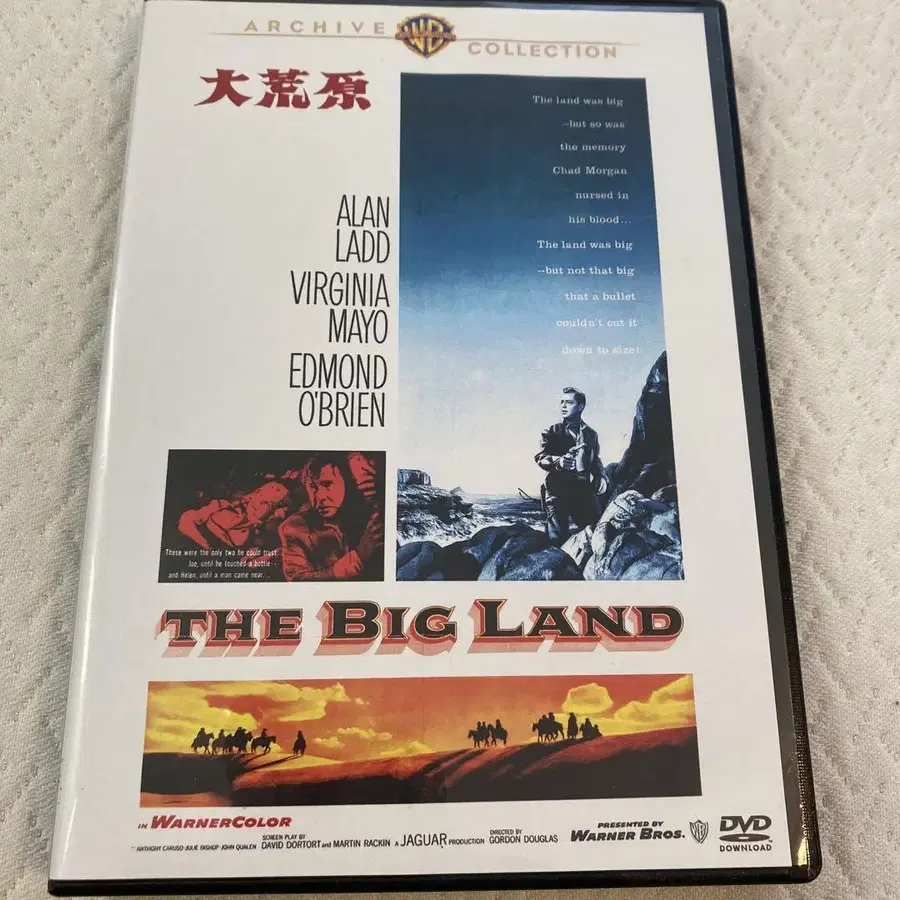 ARCHIVE WB COLLECTION
大荒原
The land was big
--but so was
the memory
Chad Morgan
nursed in
his blood...
The land was big
--but not that big
that a bullet
couldn't cut it
down to size!
ALAN
LADD
VIRGINIA
MAYO
EDMOND
O'BRIEN
These were the only two he could trust:
Joe, until he touched a bottle--
and Helen, until a man came near...
THE BIG LAND
IN WARNERCOLOR
ANTHONY CARUSO·JULIE BISHOP·JOHN QUALEN
SCREEN PLAY BY
DAVID DORTORT and MARTIN RACKIN
A JAGUAR PRODUCTION
DIRECTED BY
GORDON DOUGLAS
PRESENTED BY
WARNER BROS.
WB
DVD
DOWNLOAD